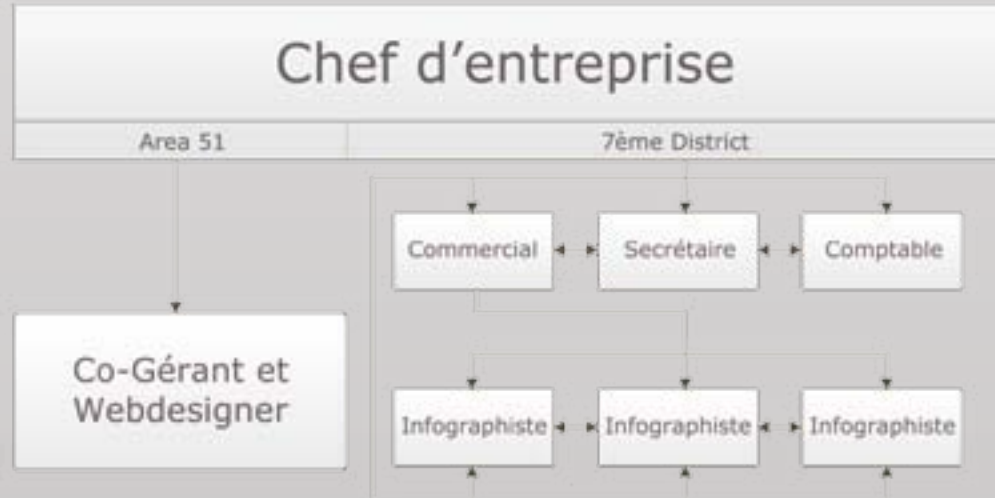 Chef d’entreprise
Area 51
7ème District
Commercial
Secrétaire
Comptable
Co-Gérant et
Webdesigner
Infographiste
Infographiste
Infographiste